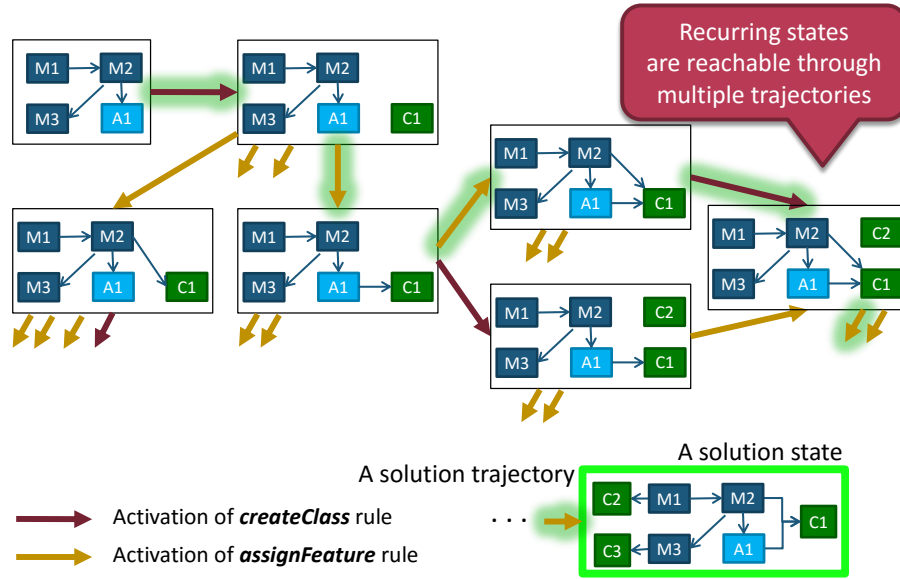 Recurring states
are reachable through
multiple trajectories
M1 M2
M3 A1
M1 M2
M3 A1 C1
M1 M2
M3 A1 C1
M1 M2
M3 A1 C1
M1 M2
M3 A1 C1
M1 M2 C2
M3 A1 C1
M1 M2 C2
M3 A1 C1
A solution state
A solution trajectory
C2 M1 M2
C1
C3 M3 A1
. . .
Activation of createClass rule
Activation of assignFeature rule